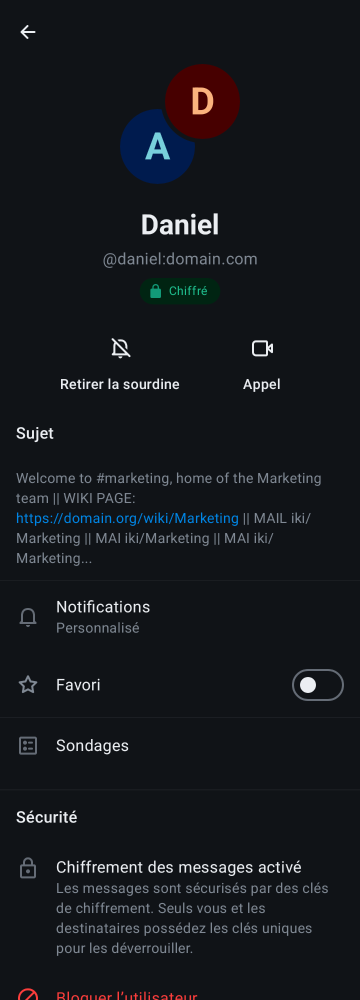 D
A
Daniel
@daniel:domain.com
Chiffré
Retirer la sourdine
Appel
Sujet
Welcome to #marketing, home of the Marketing
team || WIKI PAGE:
https://domain.org/wiki/Marketing || MAIL iki/
Marketing || MAI iki/Marketing || MAI iki/
Marketing...
Notifications
Personnalisé
Favori
Sondages
Sécurité
Chiffrement des messages activé
Les messages sont sécurisés par des clés
de chiffrement. Seuls vous et les
destinataires possédez les clés uniques
pour les déverrouiller.
Bloquer l’utilisateur